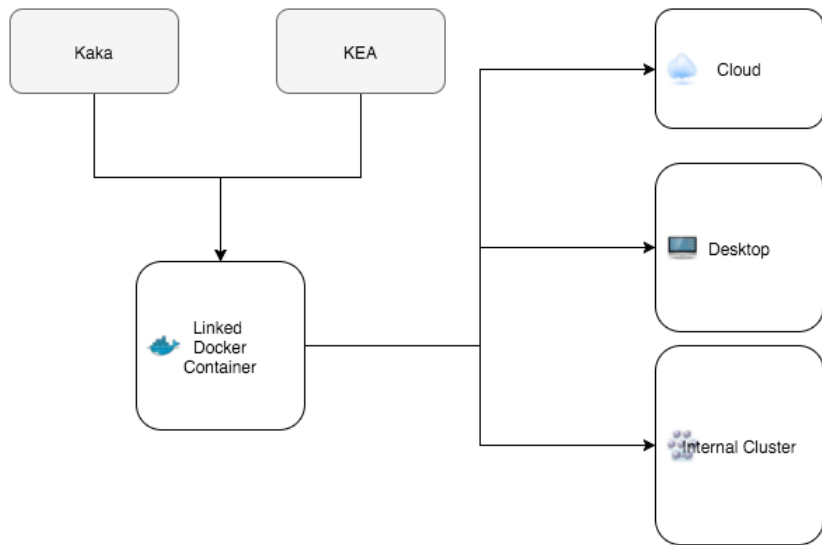 Kaka
KEA
Cloud
Desktop
Linked
Docker
Container
Internal Cluster